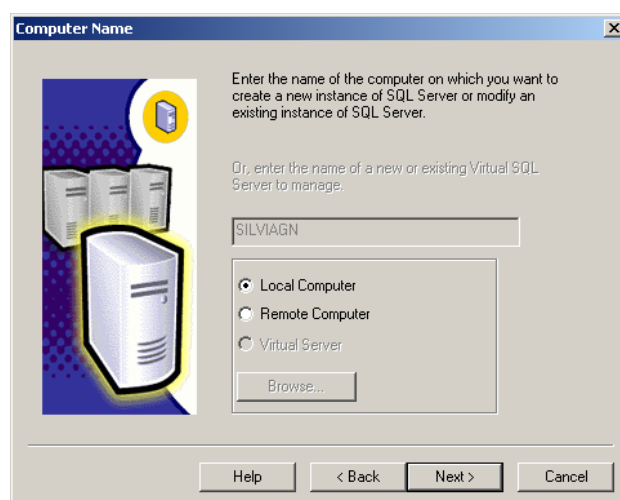 Computer Name
Enter the name of the computer on which you want to
create a new instance of SQL Server or modify an
existing instance of SQL Server.
Or, enter the name of a new or existing Virtual SQL
Server to manage.
SILVIAGN
Local Computer
Remote Computer
Virtual Server
Browse...
Help
< Back
Next >
Cancel